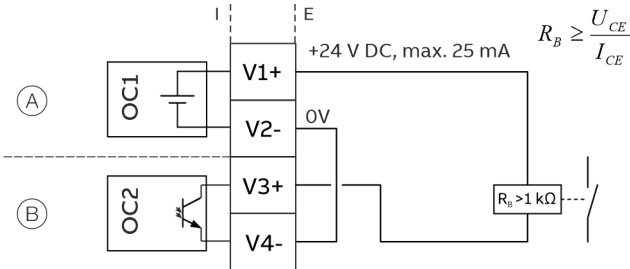 I E
+24 V DC, max. 25 mA
R_B ≥ U_CE / I_CE
A
OC1
V1+
V2-
0V
B
OC2
V3+
V4-
R_B >1 kΩ